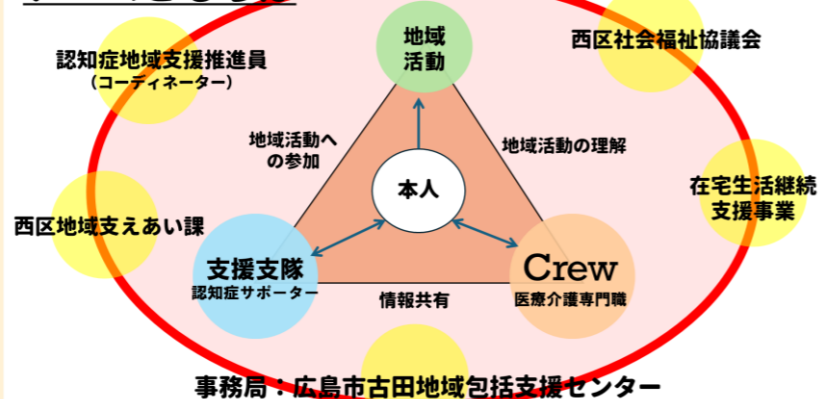 地域
活動
西区社会福祉協議会
認知症地域支援推進員
(コーディネーター)
地域活動へ
の参加
地域活動の理解
本人
在宅生活継続
支援事業
西区地域支えあい課
支援支隊
認知症サポーター
Crew
医療介護専門職
情報共有
事務局:広島市古田地域包括支援センター